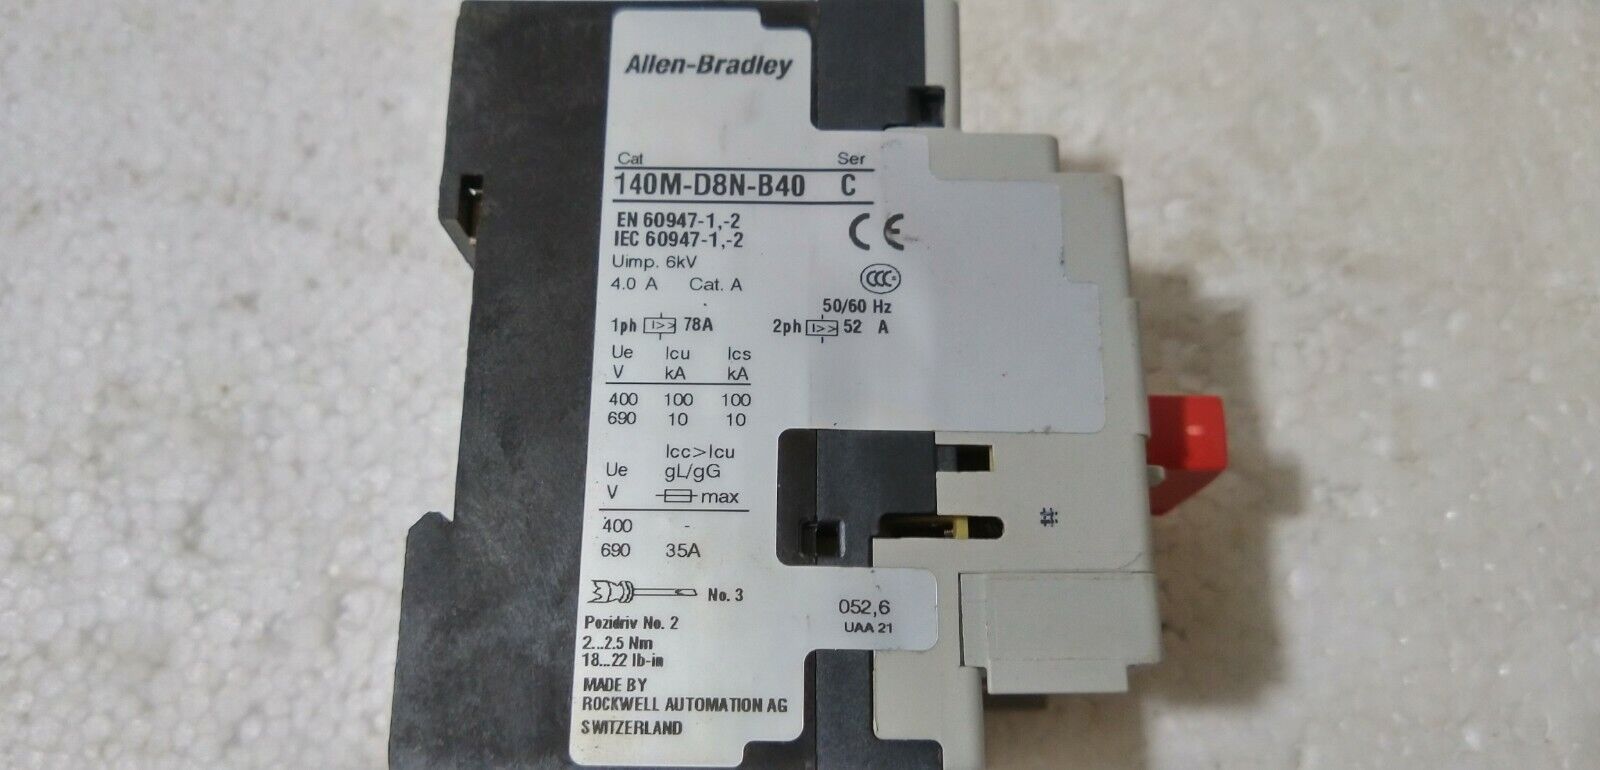 Allen-Bradley
Cat Ser
140M-D8N-B40 C
EN 60947-1,-2
IEC 60947-1,-2
CE
Uimp. 6kV
4.0 A Cat. A
CCC
50/60 Hz
1ph I>> 78A 2ph I>> 52 A
Ue Icu Ics
V kA kA
400 100 100
690 10 10
Icc>Icu
Ue gL/gG
V max
400 -
690 35A
No. 3
Pozidriv No. 2
2...2.5 Nm
18...22 lb-in
052,6
UAA 21
MADE BY
ROCKWELL AUTOMATION AG
SWITZERLAND